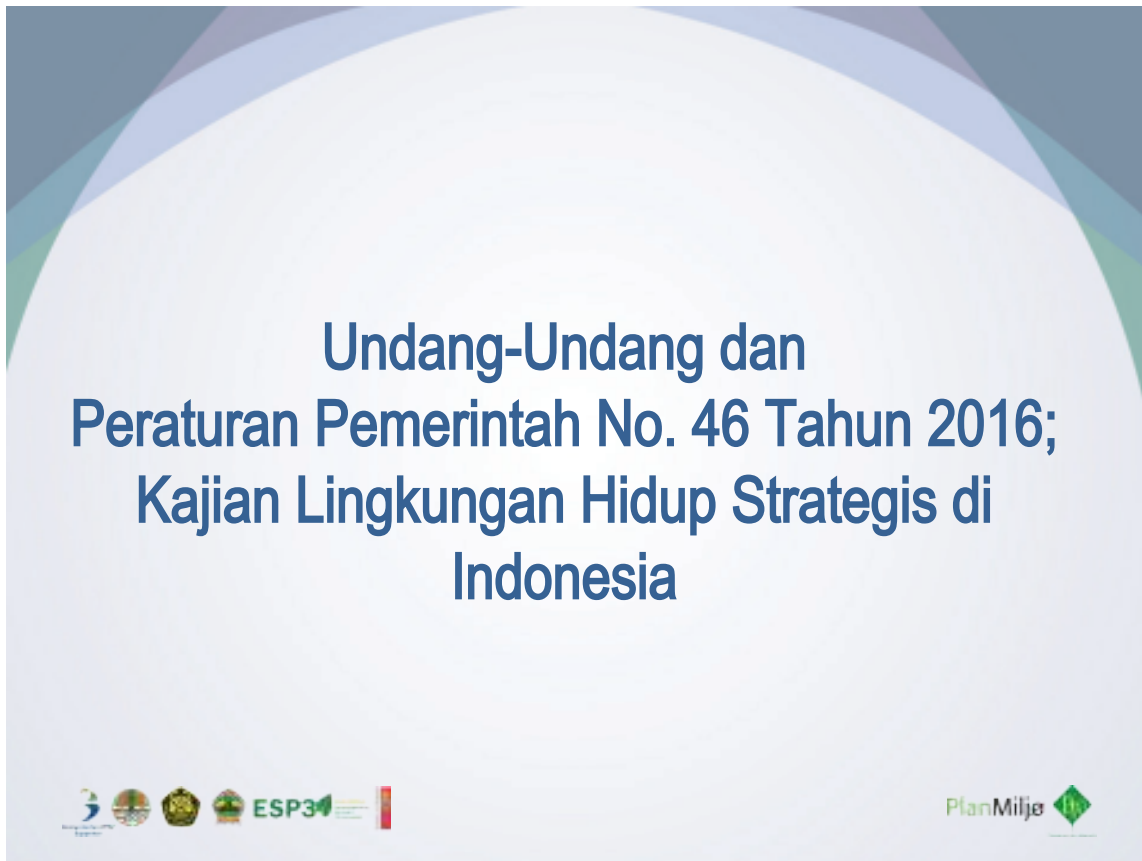 Undang-Undang dan
Peraturan Pemerintah No. 46 Tahun 2016;
Kajian Lingkungan Hidup Strategis di
Indonesia
ESP3
PlanMiljø